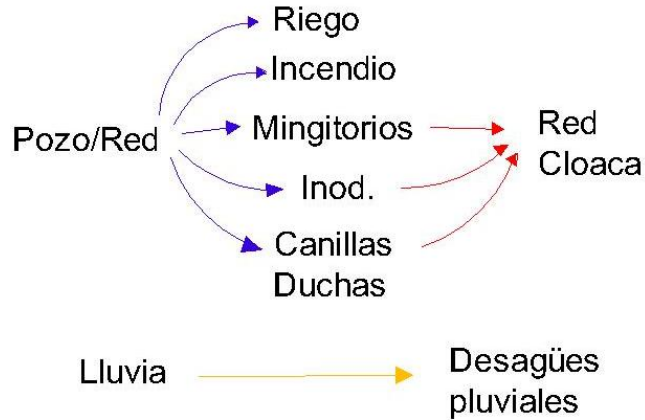 Riego
Incendio
Pozo/Red
Mingitorios
Red
Cloaca
Inod.
Canillas
Duchas
Lluvia
Desagües
pluviales